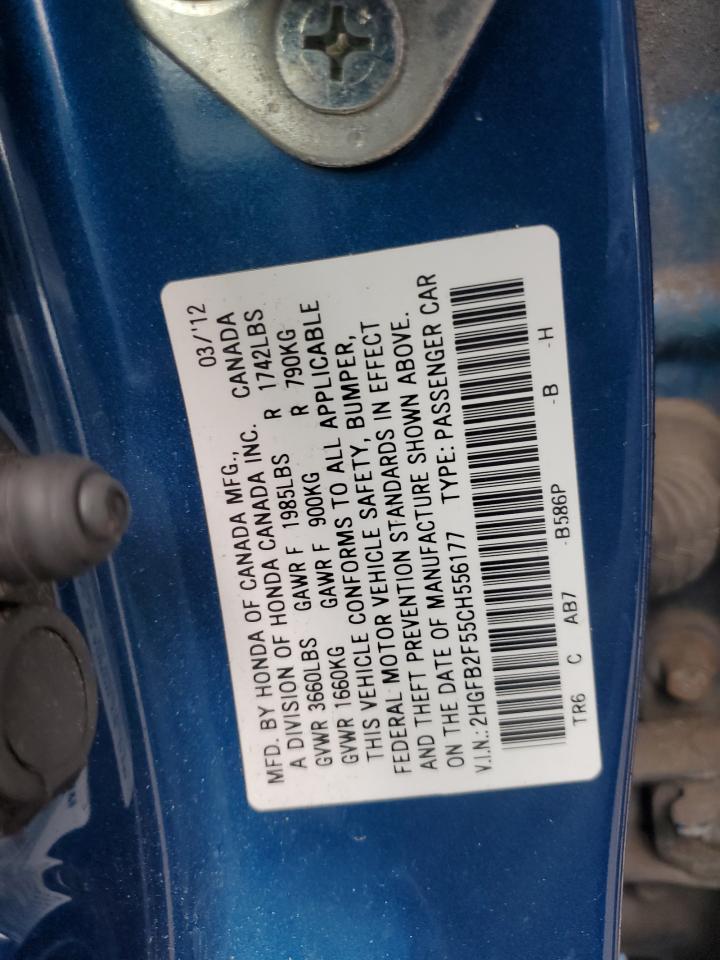 MFD. BY HONDA OF CANADA MFG., 03/'12
A DIVISION OF HONDA CANADA INC. CANADA
GVWR 3660LBS GAWR F 1985LBS R 1742LBS
GVWR 1660KG GAWR F 900KG R 790KG
THIS VEHICLE CONFORMS TO ALL APPLICABLE
FEDERAL MOTOR VEHICLE SAFETY, BUMPER,
AND THEFT PREVENTION STANDARDS IN EFFECT
ON THE DATE OF MANUFACTURE SHOWN ABOVE.
V.I.N.:2HGFB2F55CH556177 TYPE: PASSENGER CAR
TR6 C AB7 -B586P -B -H